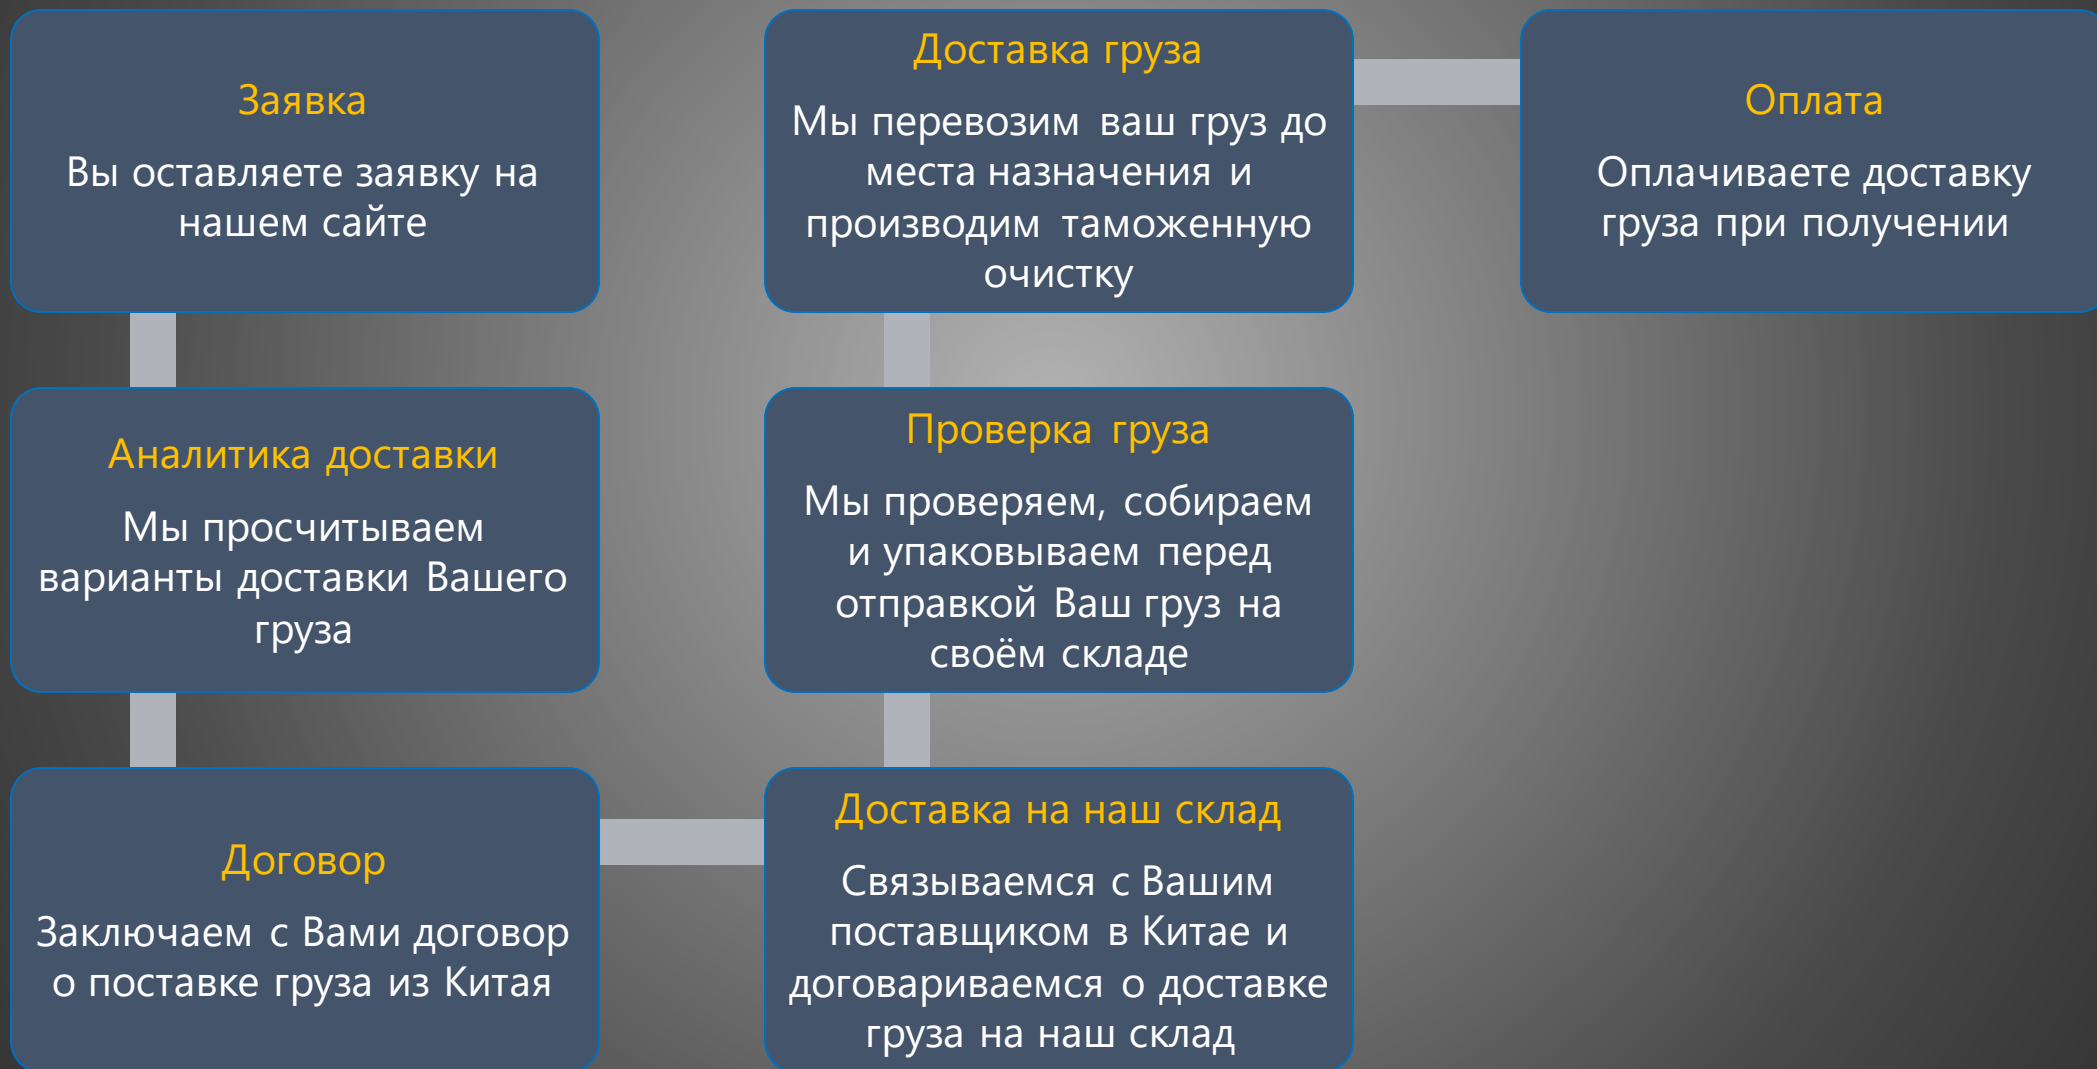 Заявка
Вы оставляете заявку на
нашем сайте
Аналитика доставки
Мы просчитываем
варианты доставки Вашего
груза
Договор
Заключаем с Вами договор
о поставке груза из Китая
Доставка на наш склад
Связываемся с Вашим
поставщиком в Китае и
договариваемся о доставке
груза на наш склад
Проверка груза
Мы проверяем, собираем
и упаковываем перед
отправкой Ваш груз на
своём складе
Доставка груза
Мы перевозим ваш груз до
места назначения и
производим таможенную
очистку
Оплата
Оплачиваете доставку
груза при получении